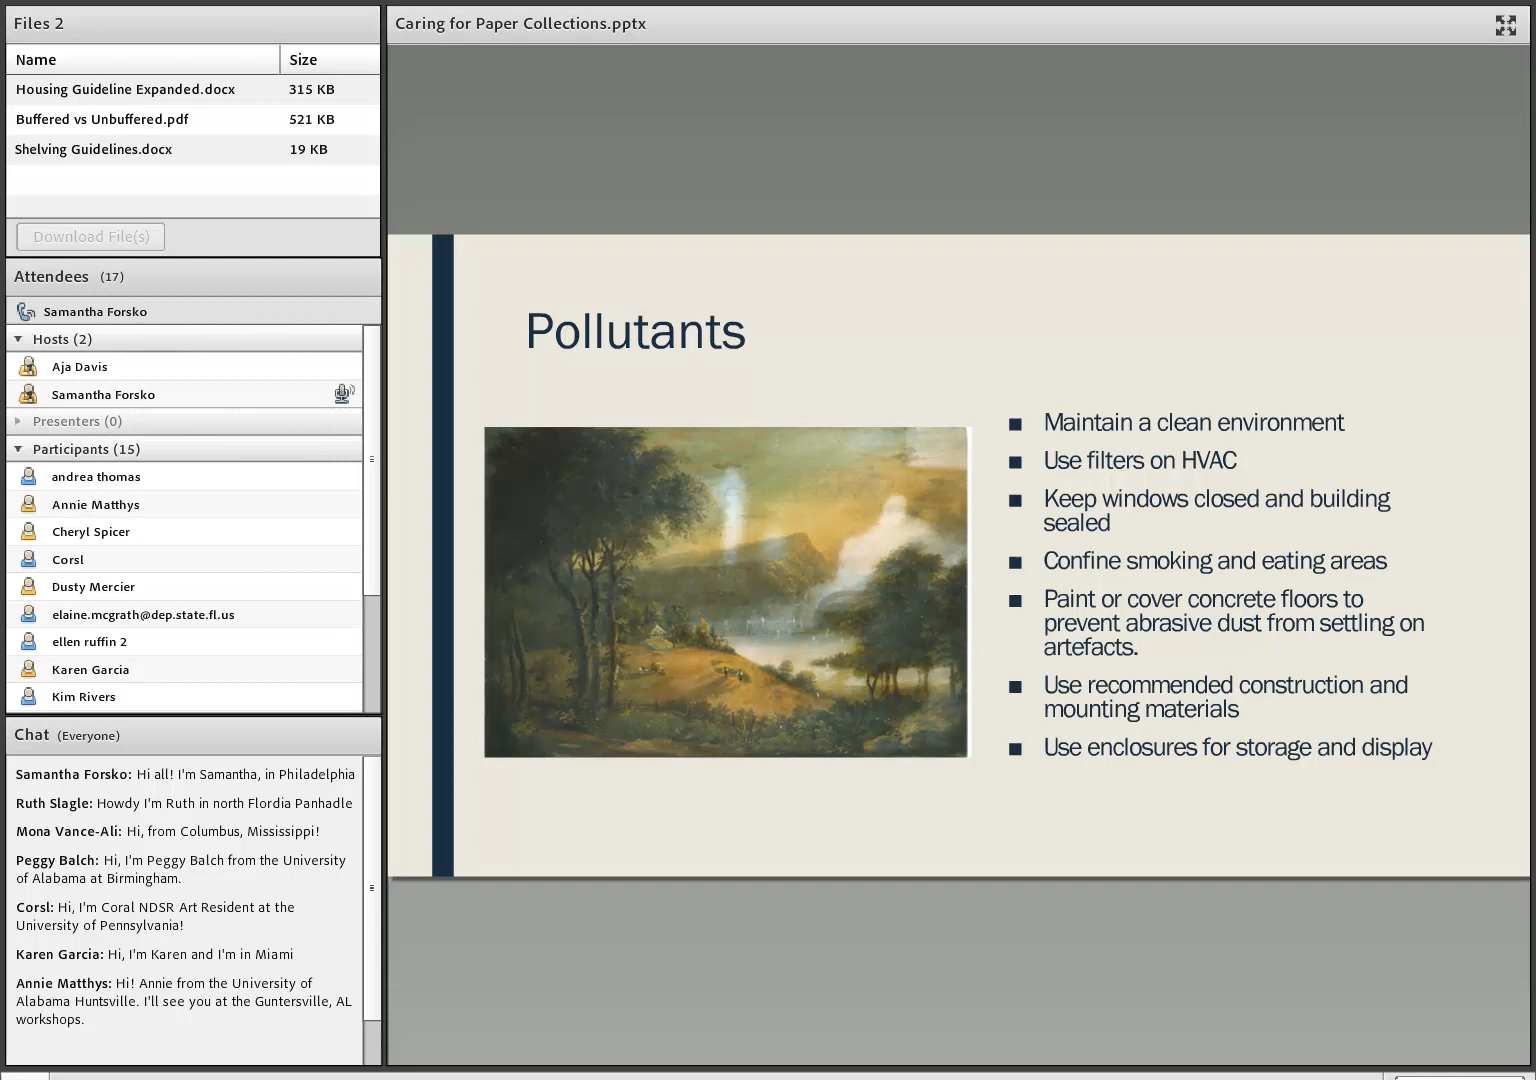 Files 2
Name Size
Housing Guideline Expanded.docx 315 KB
Buffered vs Unbuffered.pdf 521 KB
Shelving Guidelines.docx 19 KB
Download File(s)
Attendees (17)
Samantha Forsko
Hosts (2)
Aja Davis
Samantha Forsko
Presenters (0)
Participants (15)
andrea thomas
Annie Matthys
Cheryl Spicer
Corsl
Dusty Mercier
elaine.mcgrath@dep.state.fl.us
ellen ruffin 2
Karen Garcia
Kim Rivers
Chat (Everyone)
Samantha Forsko: Hi all! I'm Samantha, in Philadelphia
Ruth Slagle: Howdy I'm Ruth in north Flordia Panhadle
Mona Vance-Ali: Hi, from Columbus, Mississippi!
Peggy Balch: Hi, I'm Peggy Balch from the University
of Alabama at Birmingham.
Corsl: Hi, I'm Coral NDSR Art Resident at the
University of Pennsylvania!
Karen Garcia: Hi, I'm Karen and I'm in Miami
Annie Matthys: Hi! Annie from the University of
Alabama Huntsville. I'll see you at the Guntersville, AL
workshops.
Caring for Paper Collections.pptx
Pollutants
■ Maintain a clean environment
■ Use filters on HVAC
■ Keep windows closed and building
sealed
■ Confine smoking and eating areas
■ Paint or cover concrete floors to
prevent abrasive dust from settling on
artefacts.
■ Use recommended construction and
mounting materials
■ Use enclosures for storage and display